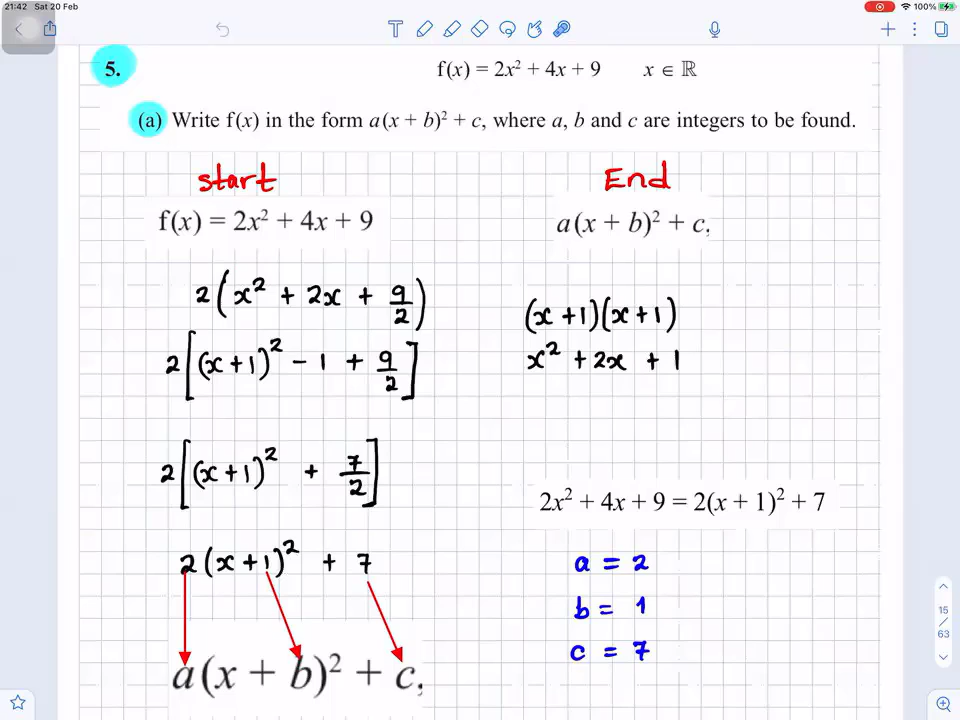 21:42 Sat 20 Feb 100%
5. f(x) = 2x² + 4x + 9 x ∈ ℝ
(a) Write f(x) in the form a(x + b)² + c, where a, b and c are integers to be found.
start
f(x) = 2x² + 4x + 9
2(x² + 2x + 9/2)
2[(x+1)² - 1 + 9/2]
2[(x+1)² + 7/2]
2(x+1)² + 7
a(x + b)² + c,
End
a(x + b)² + c,
(x+1)(x+1)
x² + 2x + 1
2x² + 4x + 9 = 2(x + 1)² + 7
a = 2
b = 1
c = 7
15
/
63